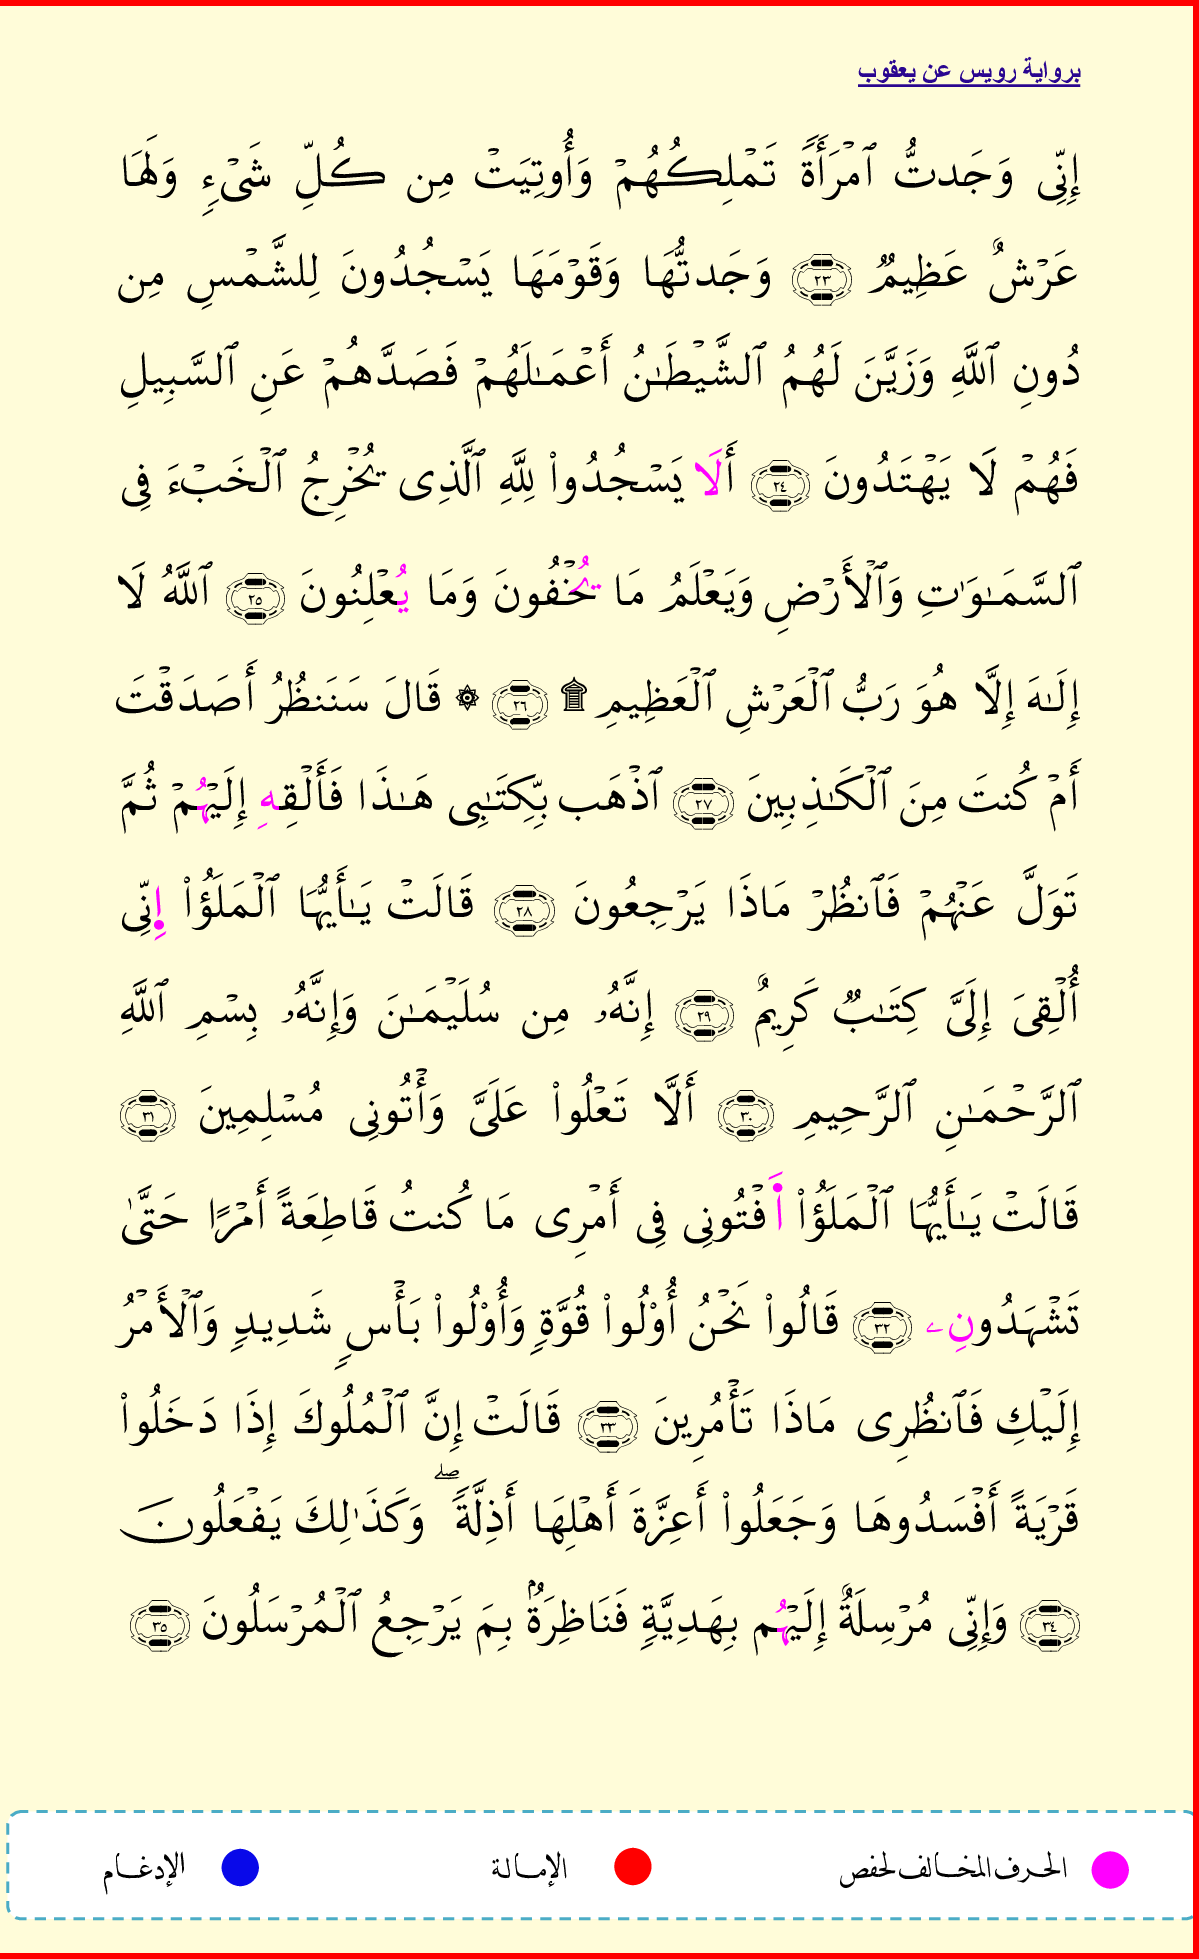 برواية رويس عن يعقوب
إِنِّى وَجَدتُّ ٱمْرَأَةً تَمْلِكُهُمْ وَأُوتِيَتْ مِن كُلِّ شَىْءٍ وَلَهَا
عَرْشٌ عَظِيمٌ ٢٣ وَجَدتُّهَا وَقَوْمَهَا يَسْجُدُونَ لِلشَّمْسِ مِن
دُونِ ٱللَّهِ وَزَيَّنَ لَهُمُ ٱلشَّيْطَٰنُ أَعْمَٰلَهُمْ فَصَدَّهُمْ عَنِ ٱلسَّبِيلِ
فَهُمْ لَا يَهْتَدُونَ ٢٤ أَلَا يَسْجُدُوا۟ لِلَّهِ ٱلَّذِى يُخْرِجُ ٱلْخَبْءَ فِى
ٱلسَّمَٰوَٰتِ وَٱلْأَرْضِ وَيَعْلَمُ مَا يُخْفُونَ وَمَا يُعْلِنُونَ ٢٥ ٱللَّهُ لَا
إِلَٰهَ إِلَّا هُوَ رَبُّ ٱلْعَرْشِ ٱلْعَظِيمِ ۩ ٢٦ ۞ قَالَ سَنَنظُرُ أَصَدَقْتَ
أَمْ كُنتَ مِنَ ٱلْكَٰذِبِينَ ٢٧ ٱذْهَب بِّكِتَٰبِى هَٰذَا فَأَلْقِهِ إِلَيْهُمْ ثُمَّ
تَوَلَّ عَنْهُمْ فَٱنظُرْ مَاذَا يَرْجِعُونَ ٢٨ قَالَتْ يَٰأَيُّهَا ٱلْمَلَؤُا۟ إِنِّى
أُلْقِىَ إِلَىَّ كِتَٰبٌ كَرِيمٌ ٢٩ إِنَّهُۥ مِن سُلَيْمَٰنَ وَإِنَّهُۥ بِسْمِ ٱللَّهِ
ٱلرَّحْمَٰنِ ٱلرَّحِيمِ ٣٠ أَلَّا تَعْلُوا۟ عَلَىَّ وَأْتُونِى مُسْلِمِينَ ٣١
قَالَتْ يَٰأَيُّهَا ٱلْمَلَؤُا۟ اَ۬فْتُونِى فِى أَمْرِى مَا كُنتُ قَاطِعَةً أَمْرًا حَتَّىٰ
تَشْهَدُونِۦ ٣٢ قَالُوا۟ نَحْنُ أُو۟لُوا۟ قُوَّةٍ وَأُو۟لُوا۟ بَأْسٍ شَدِيدٍ وَٱلْأَمْرُ
إِلَيْكِ فَٱنظُرِى مَاذَا تَأْمُرِينَ ٣٣ قَالَتْ إِنَّ ٱلْمُلُوكَ إِذَا دَخَلُوا۟
قَرْيَةً أَفْسَدُوهَا وَجَعَلُوا۟ أَعِزَّةَ أَهْلِهَا أَذِلَّةً ۖ وَكَذَٰلِكَ يَفْعَلُونَ
٣٤ وَإِنِّى مُرْسِلَةٌ إِلَيْهُم بِهَدِيَّةٍ فَنَاظِرَةٌۢ بِمَ يَرْجِعُ ٱلْمُرْسَلُونَ ٣٥
الحرف المخالف لحفص الإمالة الإدغام